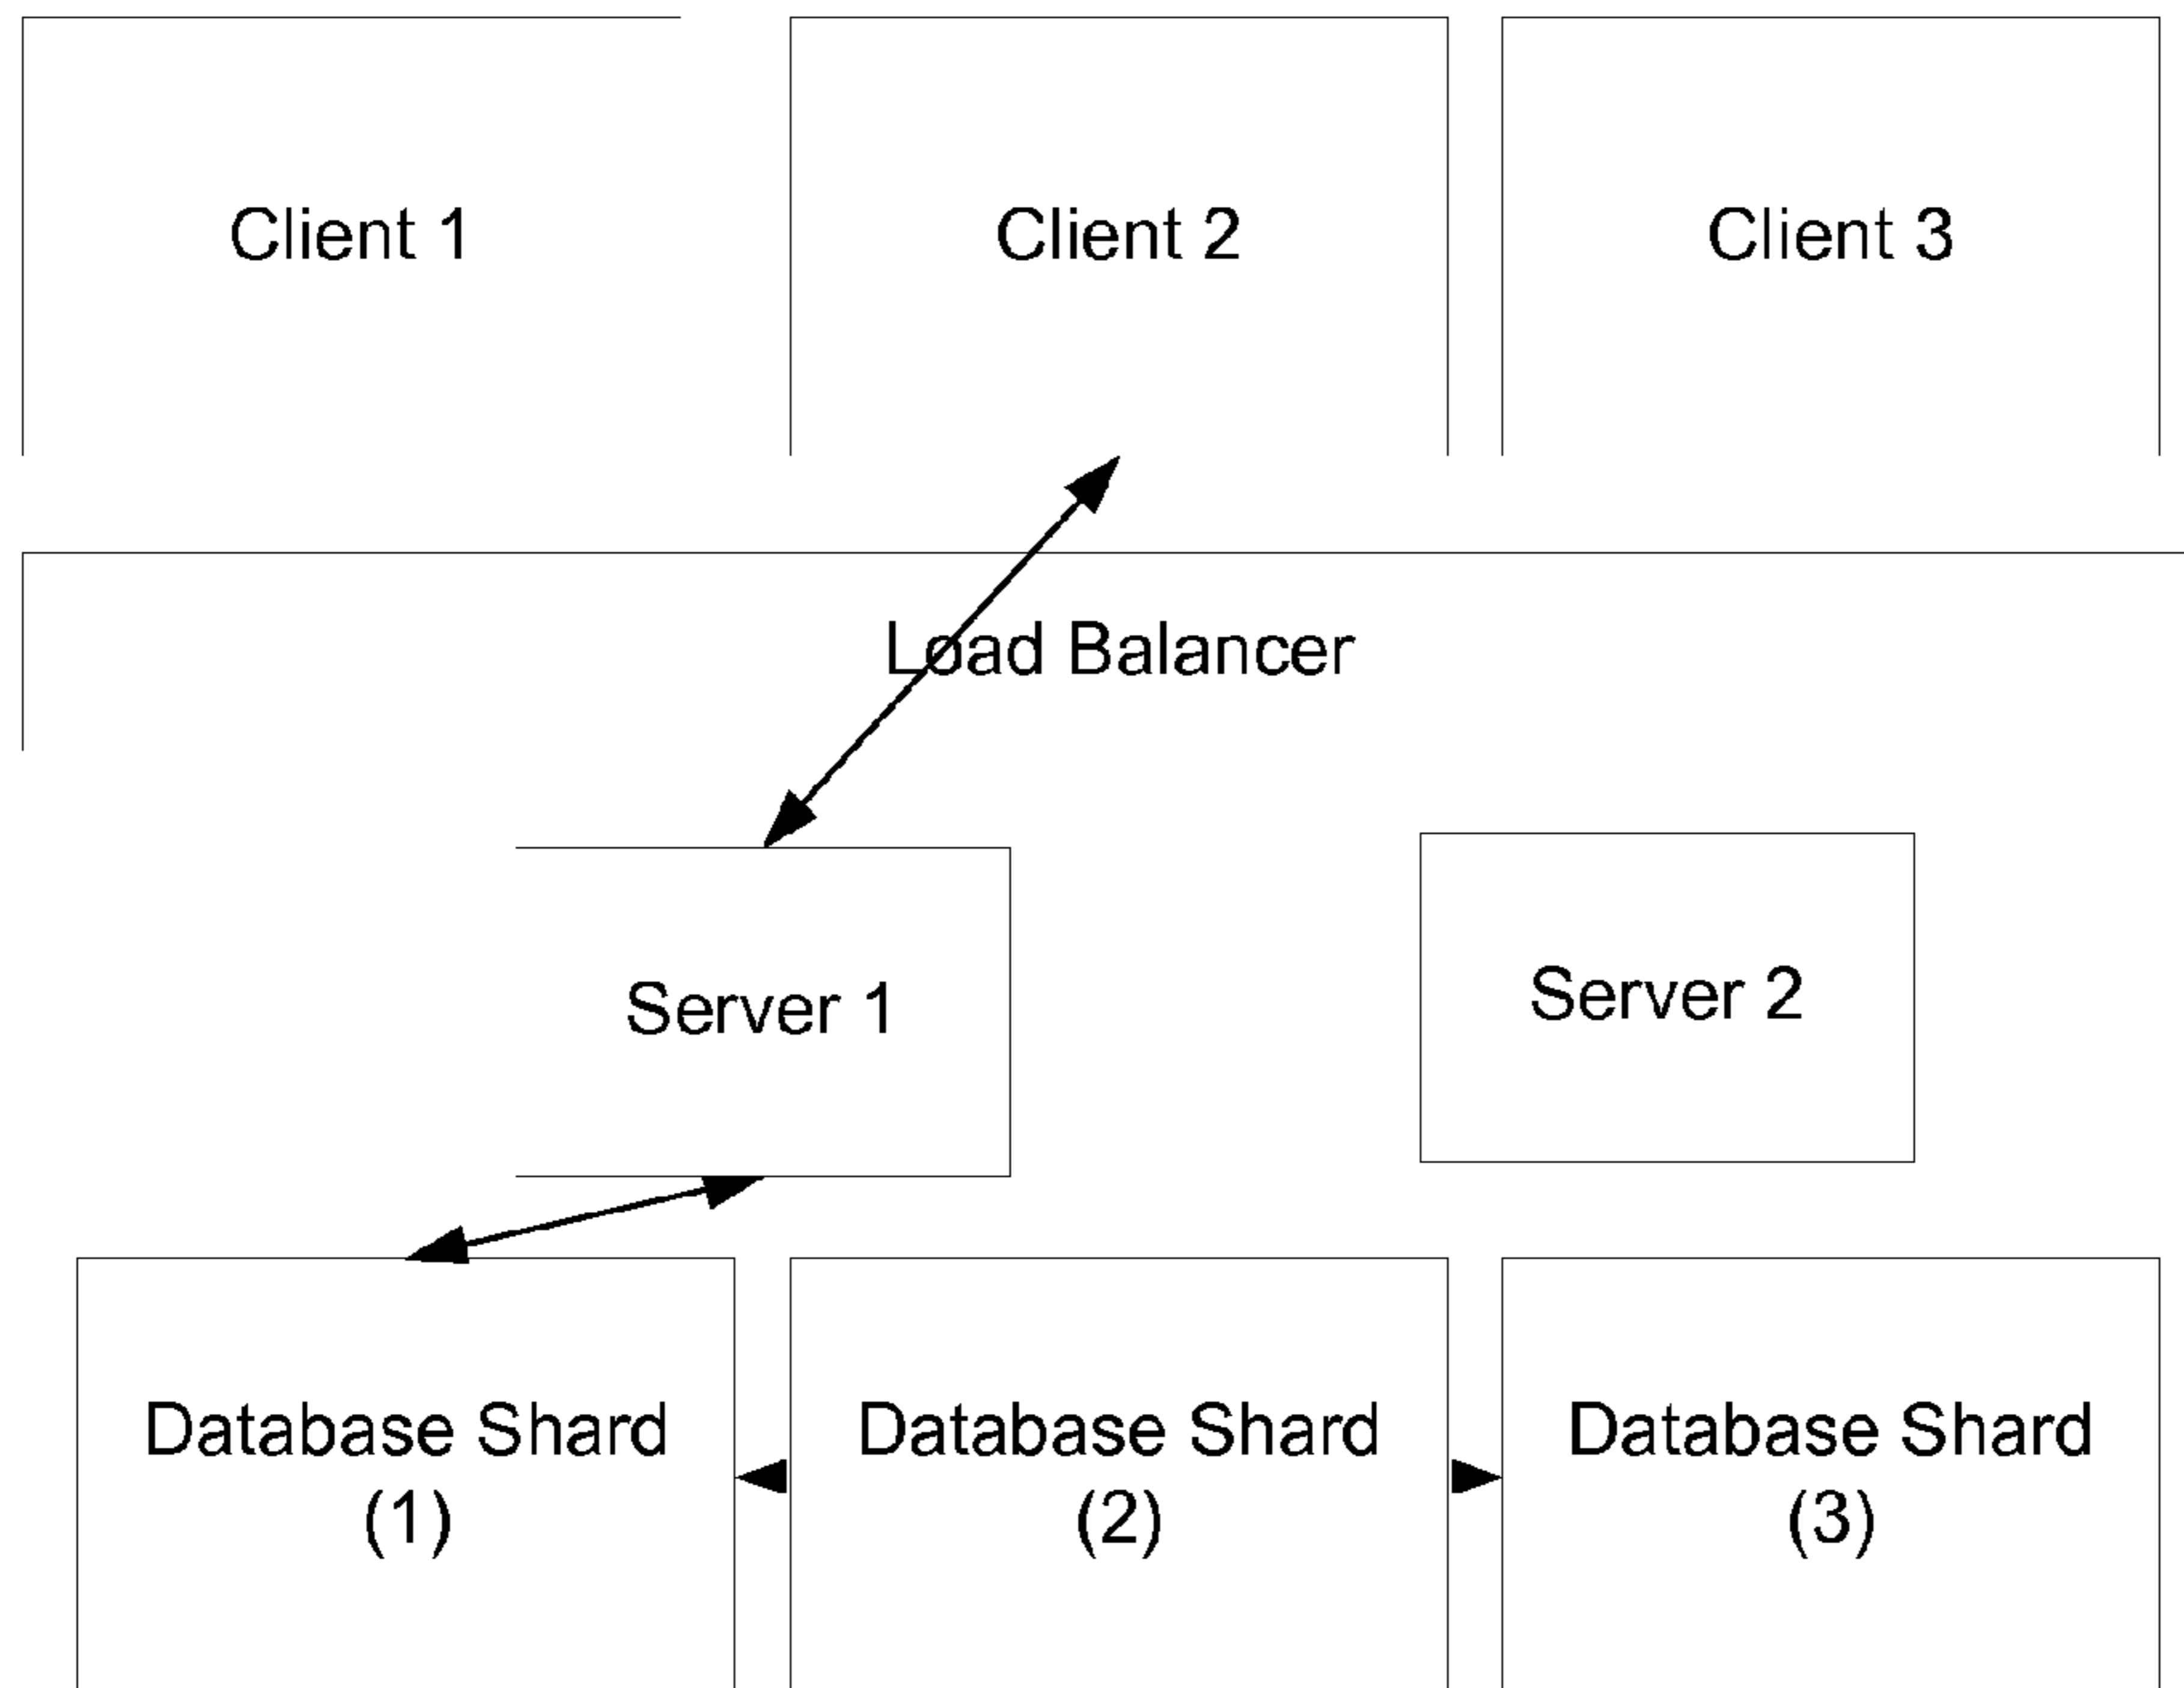 Client 1
Client 2
Client 3
Load Balancer
Server 1
Server 2
Database Shard
(1)
Database Shard
(2)
Database Shard
(3)